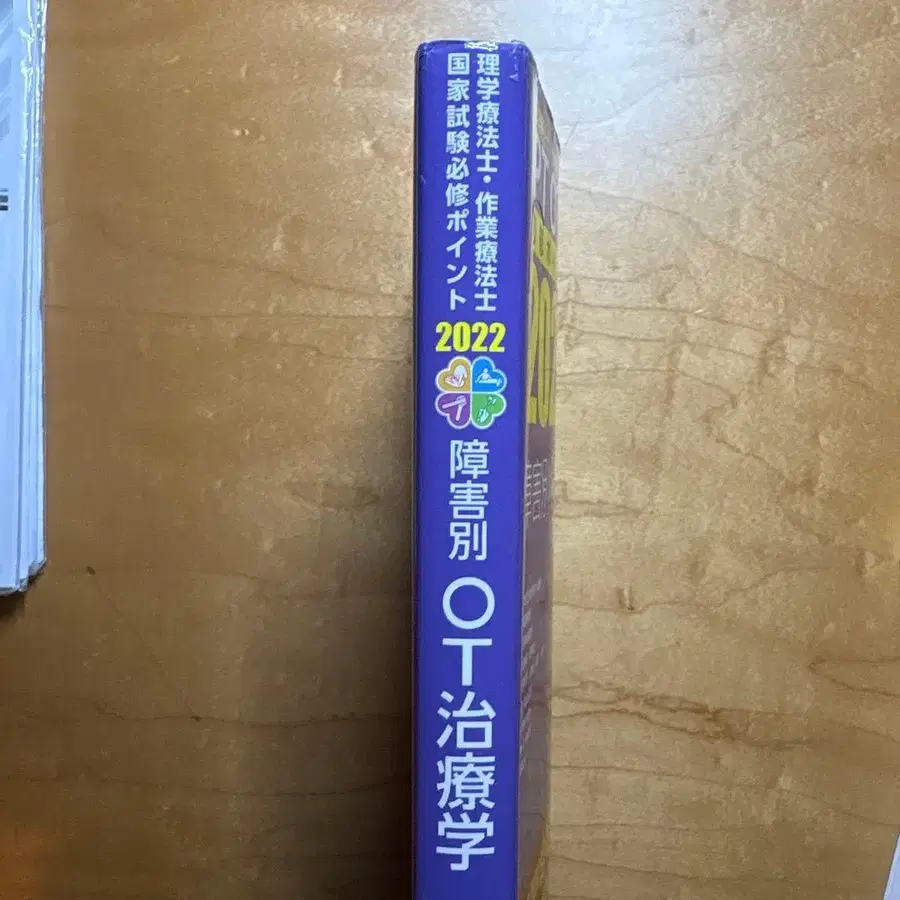 理学療法士・作業療法士
国家試験必修ポイント
2022
障害別 OT治療学